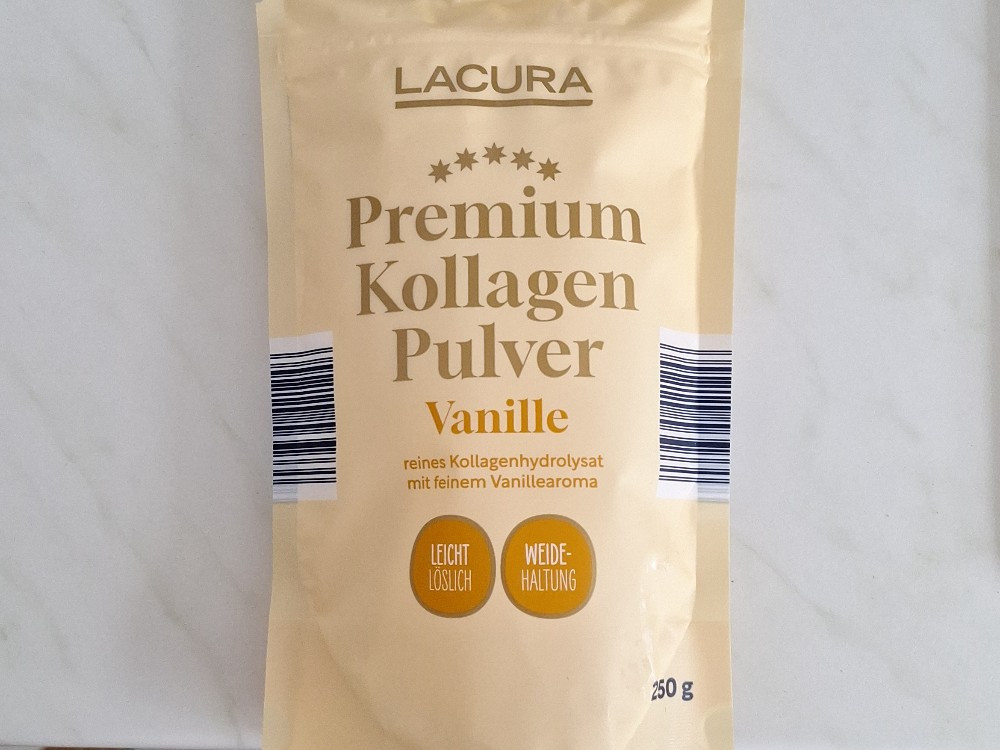 LACURA
Premium
Kollagen
Pulver
Vanille
reines Kollagenhydrolysat
mit feinem Vanillearoma
LEICHT
LÖSLICH
WEIDE-
HALTUNG
250 g